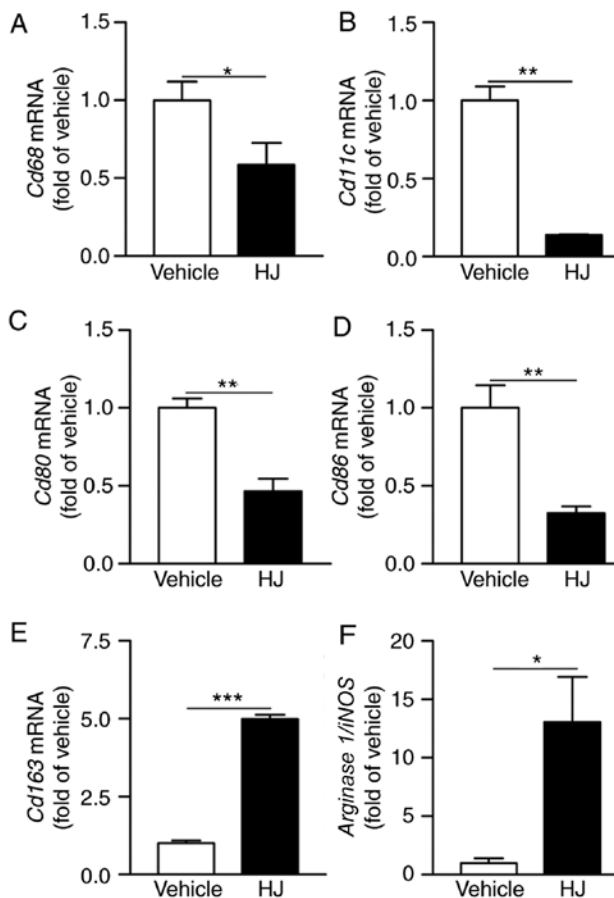 A
Cd68 mRNA
(fold of vehicle)
1.5
1.0
0.5
0.0
*
Vehicle HJ
B
Cd11c mRNA
(fold of vehicle)
1.5
1.0
0.5
0.0
**
Vehicle HJ
C
Cd80 mRNA
(fold of vehicle)
1.5
1.0
0.5
0.0
**
Vehicle HJ
D
Cd86 mRNA
(fold of vehicle)
1.5
1.0
0.5
0.0
**
Vehicle HJ
E
Cd163 mRNA
(fold of vehicle)
7.5
5.0
2.5
0.0
***
Vehicle HJ
F
Arginase 1/iNOS
(fold of vehicle)
20
15
10
5
0
*
Vehicle HJ